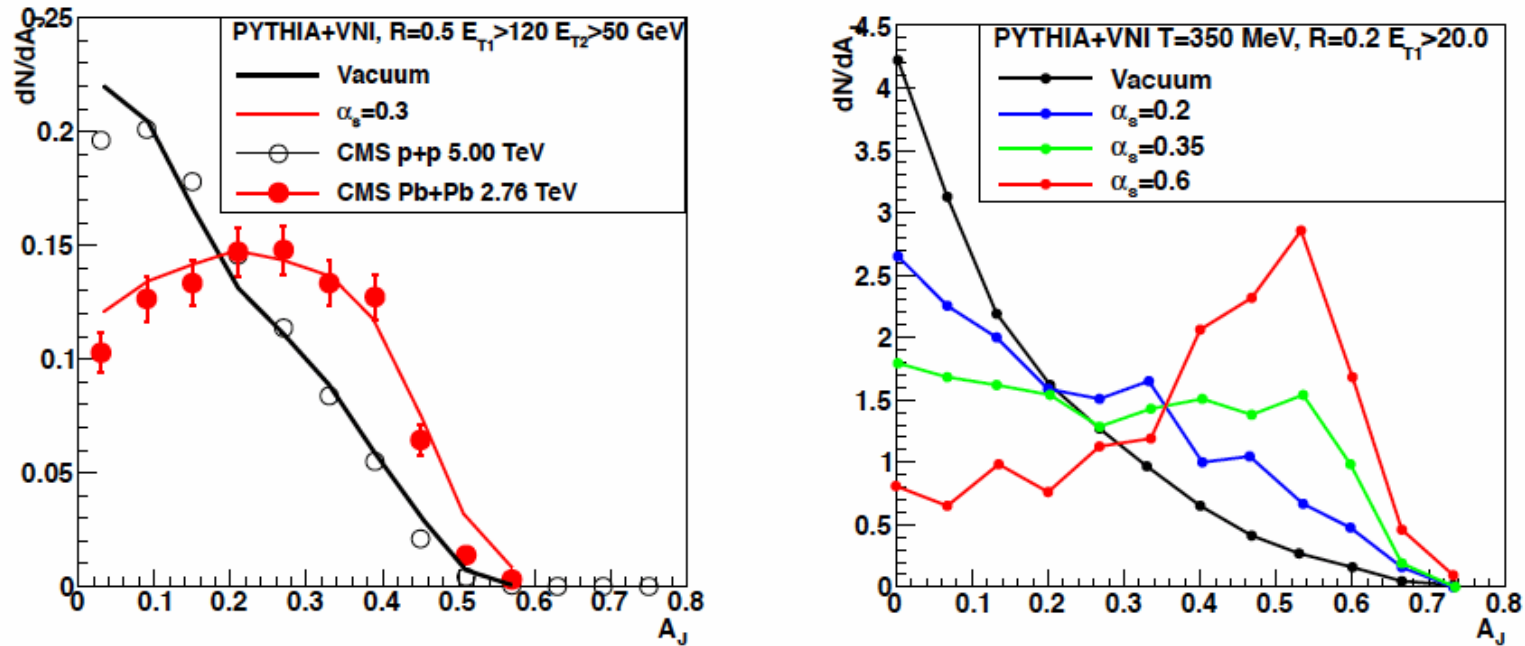 PYTHIA+VNI, R=0.5 E_T1>120 E_T2>50 GeV
Vacuum
α_s=0.3
CMS p+p 5.00 TeV
CMS Pb+Pb 2.76 TeV
0.25
0.2
0.15
0.1
0.05
0
0 0.1 0.2 0.3 0.4 0.5 0.6 0.7 0.8
A_J
PYTHIA+VNI T=350 MeV, R=0.2 E_T1>20.0
Vacuum
α_s=0.2
α_s=0.35
α_s=0.6
4.5
4
3.5
3
2.5
2
1.5
1
0.5
0
0 0.1 0.2 0.3 0.4 0.5 0.6 0.7 0.8
A_J